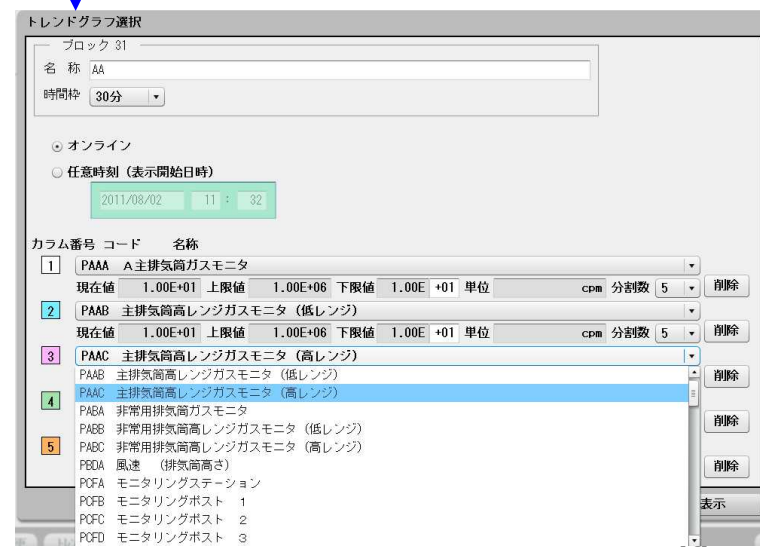 トレンドグラフ選択
ブロック 31
名 称 AA
時間枠 30分
オンライン
任意時刻 (表示開始日時)
2011/08/02 11 : 32
カラム番号 コード 名称
1 PAAA A主排気筒ガスモニタ
現在値 1.00E+01 上限値 1.00E+06 下限値 1.00E +01 単位 cpm 分割数 5 削除
2 PAAB 主排気筒高レンジガスモニタ (低レンジ)
現在値 1.00E+01 上限値 1.00E+06 下限値 1.00E +01 単位 cpm 分割数 5 削除
3 PAAC 主排気筒高レンジガスモニタ (高レンジ)
PAAB 主排気筒高レンジガスモニタ (低レンジ) 削除
PAAC 主排気筒高レンジガスモニタ (高レンジ)
4
PABA 非常用排気筒ガスモニタ
PABB 非常用排気筒高レンジガスモニタ (低レンジ) 削除
5 PABC 非常用排気筒高レンジガスモニタ (高レンジ)
PBDA 風速 (排気筒高さ) 削除
PCFA モニタリングステーション
PCFB モニタリングポスト 1
表示
PCFC モニタリングポスト 2
PCFD モニタリングポスト 3